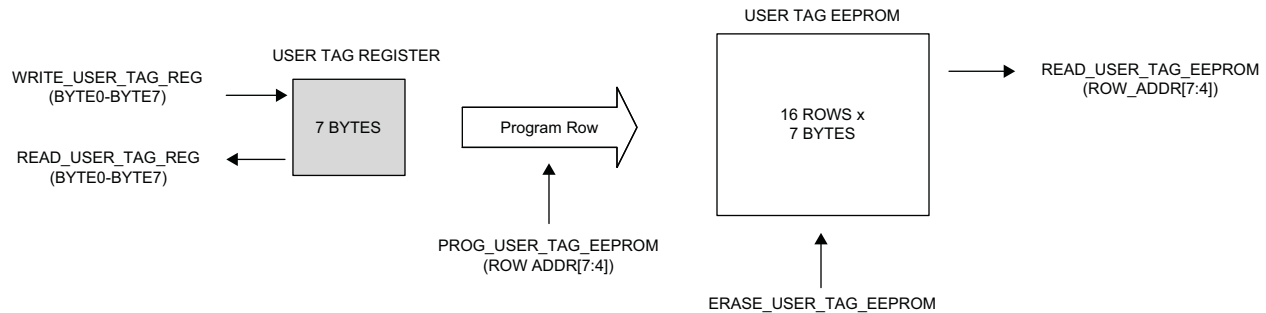 USER TAG EEPROM
USER TAG REGISTER
WRITE_USER_TAG_REG
(BYTE0-BYTE7)
READ_USER_TAG_REG
(BYTE0-BYTE7)
7 BYTES
Program Row
PROG_USER_TAG_EEPROM
(ROW ADDR[7:4])
16 ROWS x
7 BYTES
READ_USER_TAG_EEPROM
(ROW_ADDR[7:4])
ERASE_USER_TAG_EEPROM